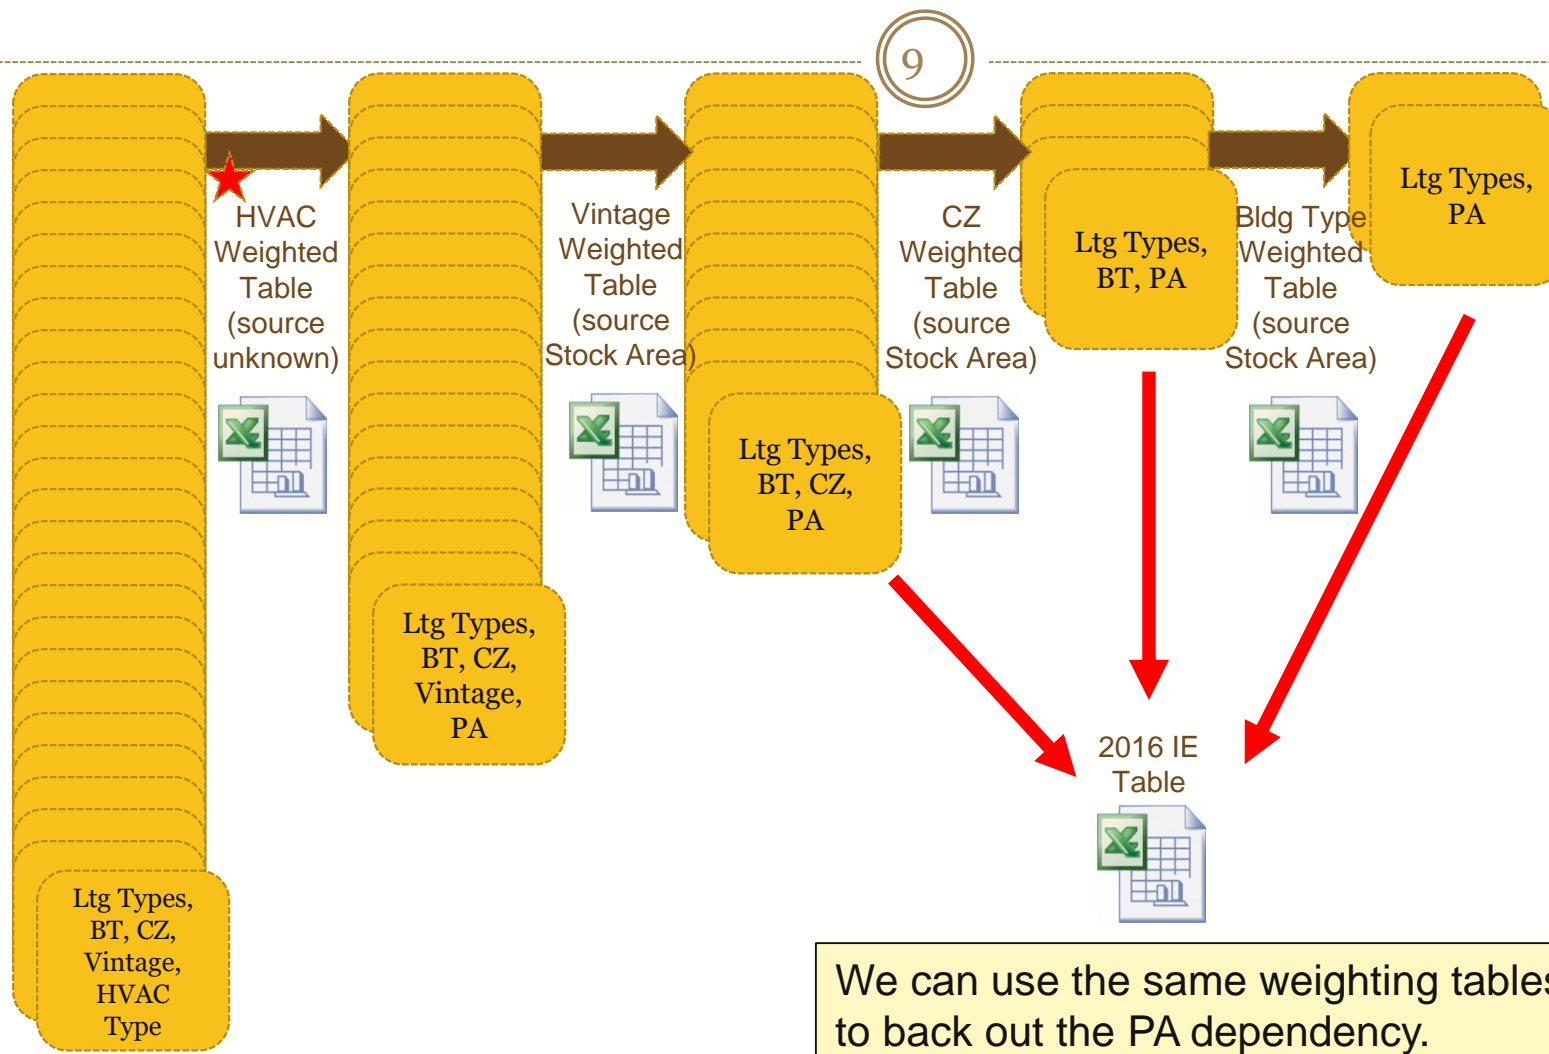 9
HVAC
Weighted
Table
(source
unknown)
Vintage
Weighted
Table
(source
Stock Area)
CZ
Weighted
Table
(source
Stock Area)
Bldg Type
Weighted
Table
(source
Stock Area)
Ltg Types,
PA
Ltg Types,
BT, PA
Ltg Types,
BT, CZ,
PA
Ltg Types,
BT, CZ,
Vintage,
PA
Ltg Types,
BT, CZ,
Vintage,
HVAC
Type
2016 IE
Table
We can use the same weighting tables
to back out the PA dependency.